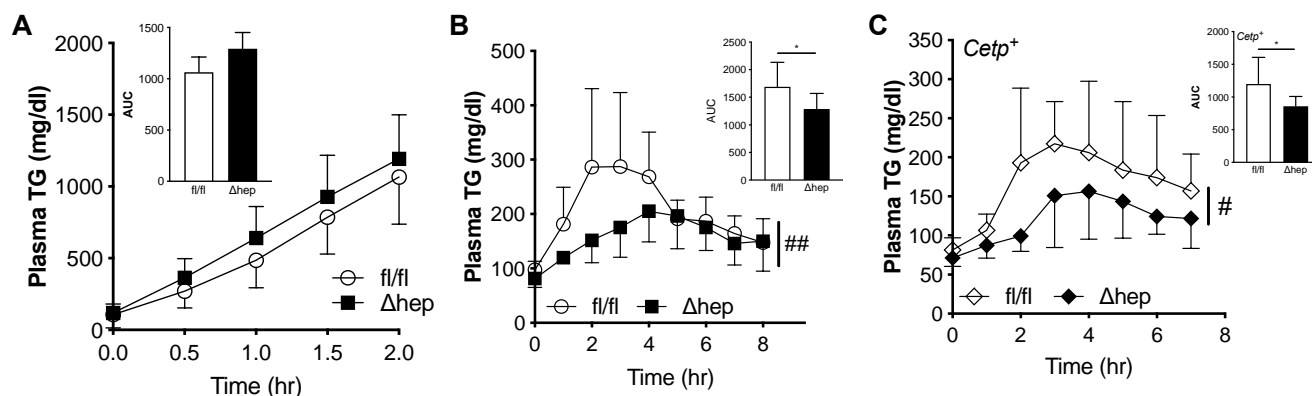 A
Plasma TG (mg/dl)
2000
1500
1000
500
0
0.0
0.5
1.0
1.5
2.0
Time (hr)
AUC
1500
1000
500
0
fl/fl
Δhep
fl/fl
Δhep
B
Plasma TG (mg/dl)
500
400
300
200
100
0
0
2
4
6
8
Time (hr)
AUC
2500
2000
1500
1000
500
0
fl/fl
Δhep
*
fl/fl
Δhep
##
C
Cetp+
Plasma TG (mg/dl)
350
300
250
200
150
100
50
0
0
2
4
6
8
Time (hr)
Cetp+
AUC
2000
1500
1000
500
0
fl/fl
Δhep
*
fl/fl
Δhep
#